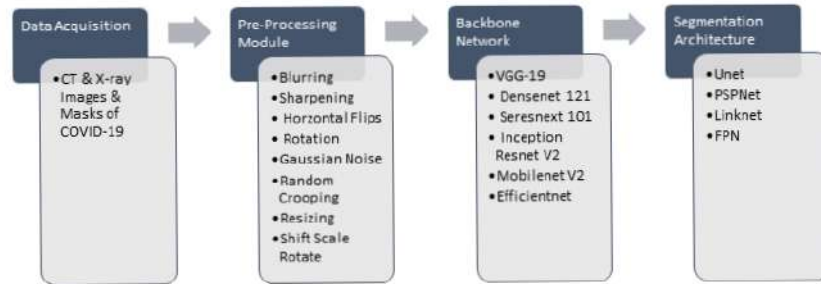 Data Acquisition
•CT & X-ray
Images &
Masks of
COVID-19
Pre-Processing
Module
•Blurring
•Sharpening
• Horzontal Flips
•Rotation
•Gaussian Noise
•Random
Crooping
•Resizing
•Shift Scale
Rotate
Backbone
Network
•VGG-19
• Densenet 121
•Seresnext 101
• Inception
Resnet V2
•Mobilenet V2
•Efficientnet
Segmentation
Architecture
•Unet
•PSPNet
•Linknet
•FPN